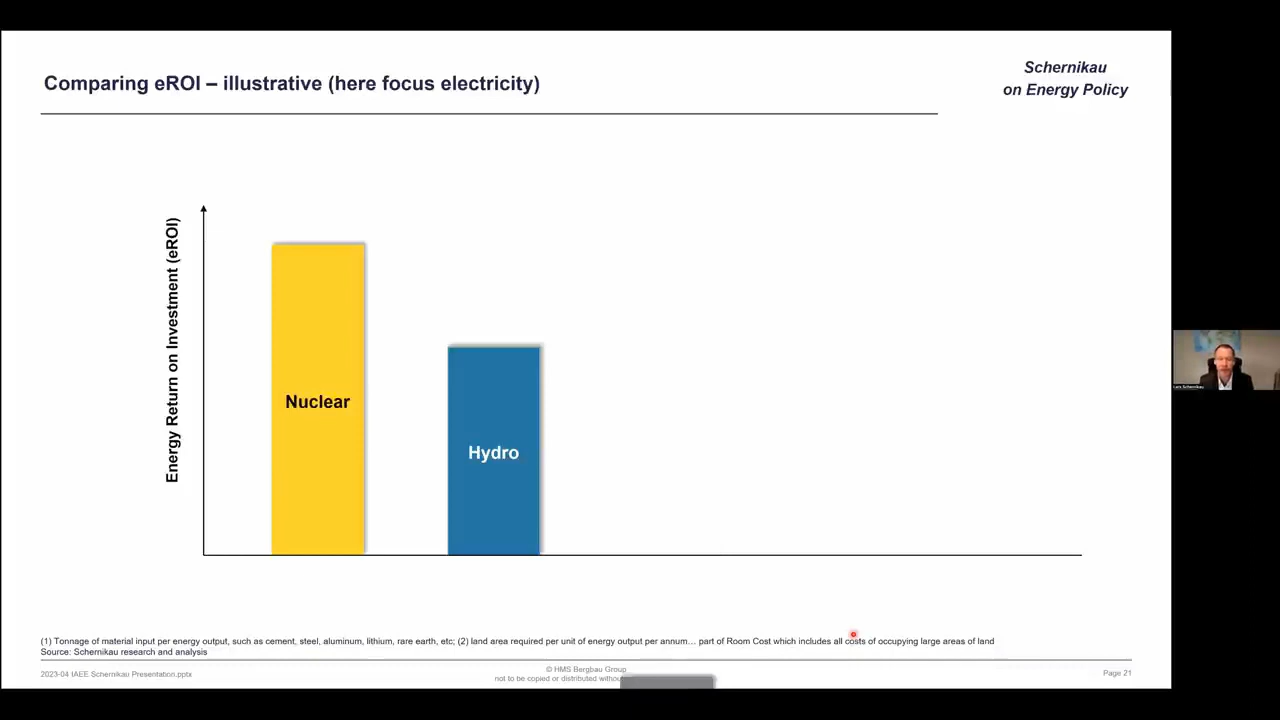 Comparing eROI – illustrative (here focus electricity)
Schernikau
on Energy Policy
Energy Return on Investment (eROI)
Nuclear
Hydro
Lars Schernikau
(1) Tonnage of material input per energy output, such as cement, steel, aluminum, lithium, rare earth, etc; (2) land area required per unit of energy output per annum… part of Room Cost which includes all costs of occupying large areas of land
Source: Schernikau research and analysis
2023-04 IAEE Schernikau Presentation.pptx
© HMS Bergbau Group
not to be copied or distributed
Page 21